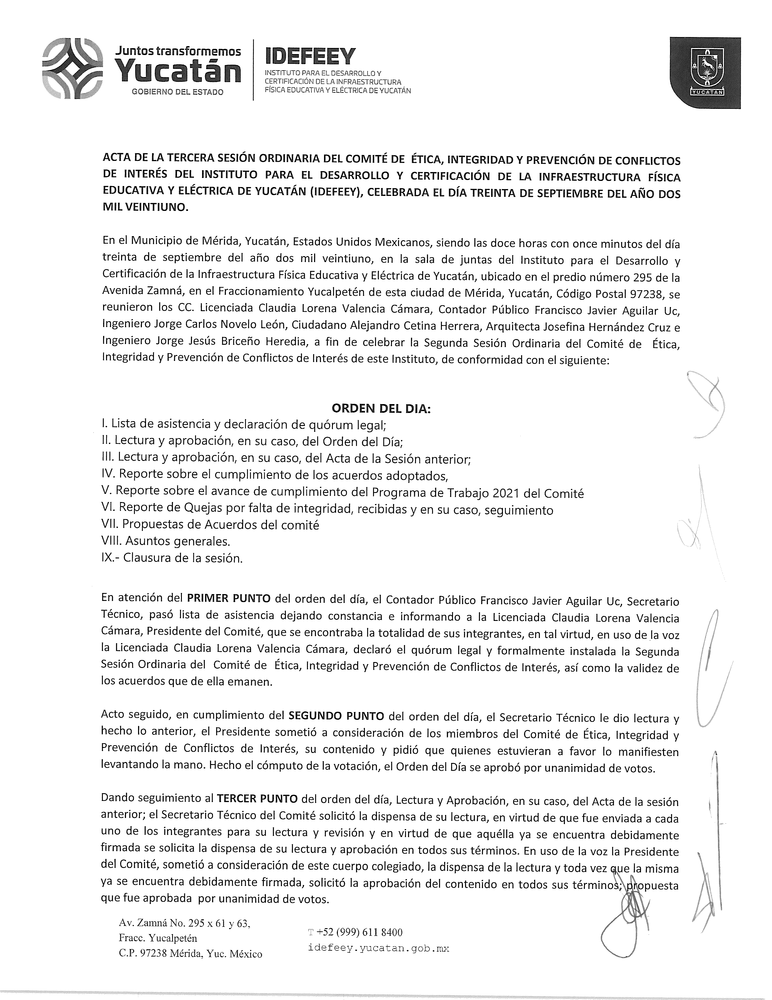 Juntos transformemos
Yucatán
GOBIERNO DEL ESTADO
IDEFEEY
INSTITUTO PARA EL DESARROLLO Y
CERTIFICACIÓN DE LA INFRAESTRUCTURA
FÍSICA EDUCATIVA Y ELÉCTRICA DE YUCATÁN
YUCATAN
ACTA DE LA TERCERA SESIÓN ORDINARIA DEL COMITÉ DE ÉTICA, INTEGRIDAD Y PREVENCIÓN DE CONFLICTOS
DE INTERÉS DEL INSTITUTO PARA EL DESARROLLO Y CERTIFICACIÓN DE LA INFRAESTRUCTURA FÍSICA
EDUCATIVA Y ELÉCTRICA DE YUCATÁN (IDEFEEY), CELEBRADA EL DÍA TREINTA DE SEPTIEMBRE DEL AÑO DOS
MIL VEINTIUNO.
En el Municipio de Mérida, Yucatán, Estados Unidos Mexicanos, siendo las doce horas con once minutos del día
treinta de septiembre del año dos mil veintiuno, en la sala de juntas del Instituto para el Desarrollo y
Certificación de la Infraestructura Física Educativa y Eléctrica de Yucatán, ubicado en el predio número 295 de la
Avenida Zamná, en el Fraccionamiento Yucalpetén de esta ciudad de Mérida, Yucatán, Código Postal 97238, se
reunieron los CC. Licenciada Claudia Lorena Valencia Cámara, Contador Público Francisco Javier Aguilar Uc,
Ingeniero Jorge Carlos Novelo León, Ciudadano Alejandro Cetina Herrera, Arquitecta Josefina Hernández Cruz e
Ingeniero Jorge Jesús Briceño Heredia, a fin de celebrar la Segunda Sesión Ordinaria del Comité de Ética,
Integridad y Prevención de Conflictos de Interés de este Instituto, de conformidad con el siguiente:
ORDEN DEL DIA:
I. Lista de asistencia y declaración de quórum legal;
II. Lectura y aprobación, en su caso, del Orden del Día;
III. Lectura y aprobación, en su caso, del Acta de la Sesión anterior;
IV. Reporte sobre el cumplimiento de los acuerdos adoptados,
V. Reporte sobre el avance de cumplimiento del Programa de Trabajo 2021 del Comité
VI. Reporte de Quejas por falta de integridad, recibidas y en su caso, seguimiento
VII. Propuestas de Acuerdos del comité
VIII. Asuntos generales.
IX.- Clausura de la sesión.
En atención del PRIMER PUNTO del orden del día, el Contador Público Francisco Javier Aguilar Uc, Secretario
Técnico, pasó lista de asistencia dejando constancia e informando a la Licenciada Claudia Lorena Valencia
Cámara, Presidente del Comité, que se encontraba la totalidad de sus integrantes, en tal virtud, en uso de la voz
la Licenciada Claudia Lorena Valencia Cámara, declaró el quórum legal y formalmente instalada la Segunda
Sesión Ordinaria del Comité de Ética, Integridad y Prevención de Conflictos de Interés, así como la validez de
los acuerdos que de ella emanen.
Acto seguido, en cumplimiento del SEGUNDO PUNTO del orden del día, el Secretario Técnico le dio lectura y
hecho lo anterior, el Presidente sometió a consideración de los miembros del Comité de Ética, Integridad y
Prevención de Conflictos de Interés, su contenido y pidió que quienes estuvieran a favor lo manifiesten
levantando la mano. Hecho el cómputo de la votación, el Orden del Día se aprobó por unanimidad de votos.
Dando seguimiento al TERCER PUNTO del orden del día, Lectura y Aprobación, en su caso, del Acta de la sesión
anterior; el Secretario Técnico del Comité solicitó la dispensa de su lectura, en virtud de que fue enviada a cada
uno de los integrantes para su lectura y revisión y en virtud de que aquélla ya se encuentra debidamente
firmada se solicita la dispensa de su lectura y aprobación en todos sus términos. En uso de la voz la Presidente
del Comité, sometió a consideración de este cuerpo colegiado, la dispensa de la lectura y toda vez que la misma
ya se encuentra debidamente firmada, solicitó la aprobación del contenido en todos sus términos; propuesta
que fue aprobada por unanimidad de votos.
Av. Zamná No. 295 x 61 y 63,
Fracc. Yucalpetén
C.P. 97238 Mérida, Yuc. México
T +52 (999) 611 8400
idefeey.yucatan.gob.mx